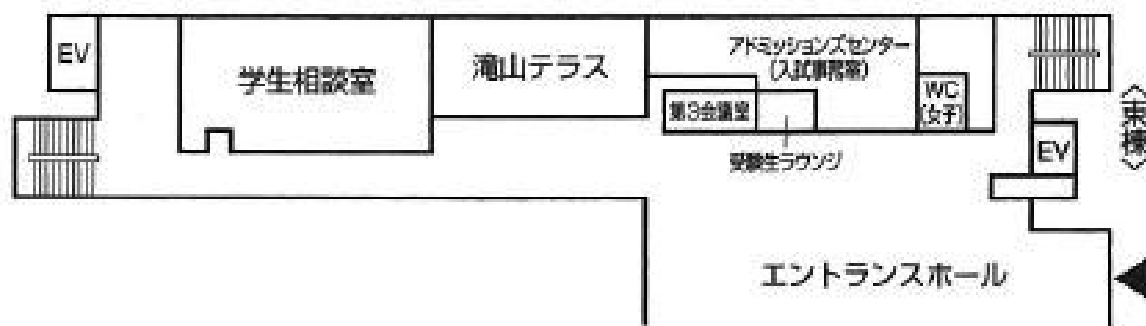 EV
学生相談室
滝山テラス
アドミッションズセンター
(入試事務室)
第3会議室
受験生ラウンジ
WC
(女子)
EV
〈東棟〉
エントランスホール